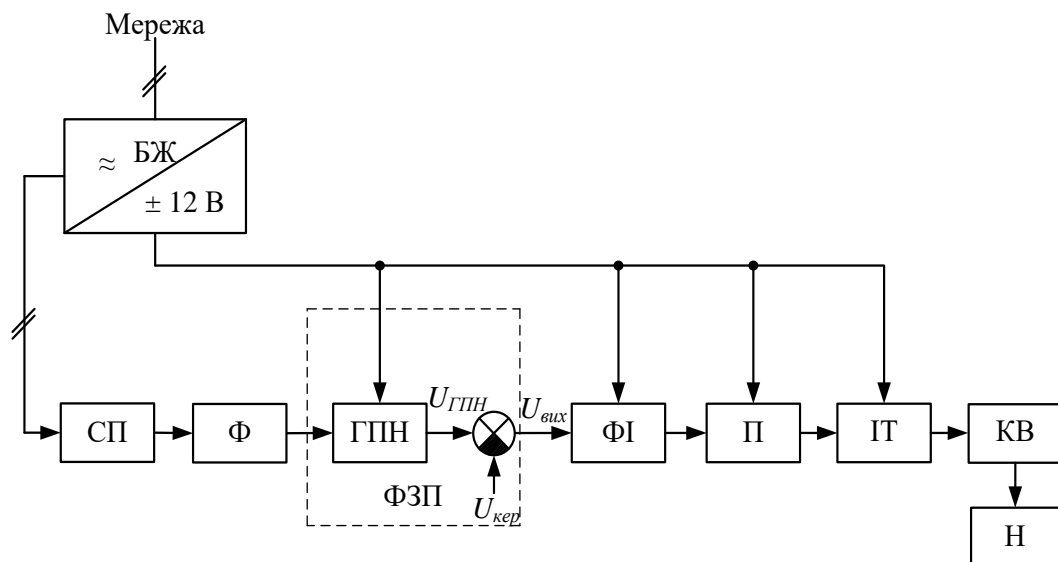 Мережа
≈ БЖ
± 12 В
СП
Ф
ГПН
U_ГПН
U_вих
ФІ
П
ІТ
КВ
ФЗП
U_кер
Н